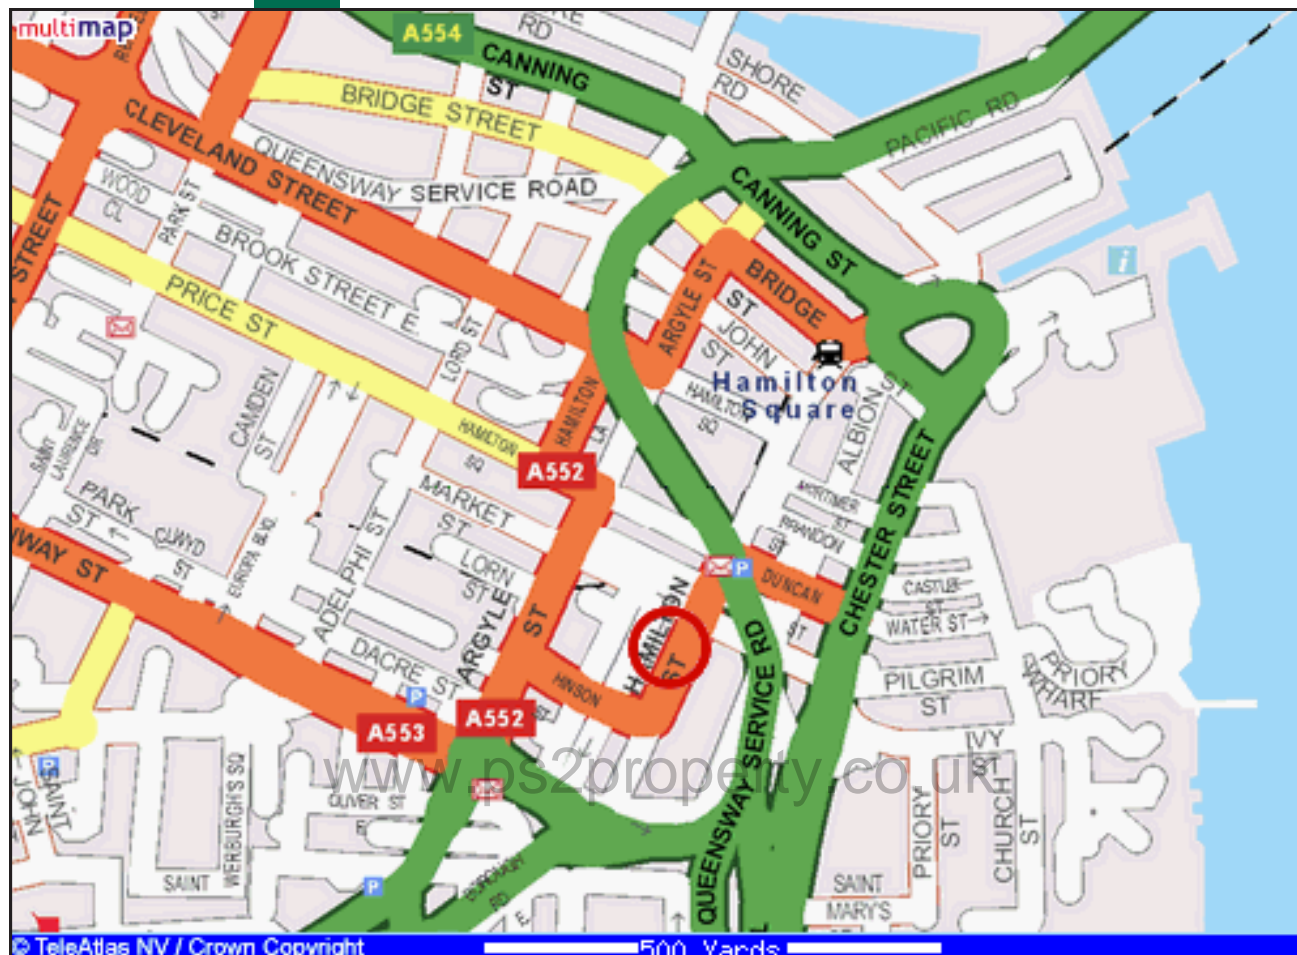 multimap
A554
RD
CANNING
ST
SHORE
RD
BRIDGE STREET
PACIFIC RD
CLEVELAND STREET
QUEENSWAY SERVICE ROAD
WOOD
CL
PARK ST
CANNING ST
STREET
BROOK STREET E
PRICE ST
ARGYLE ST
BRIDGE
ST
JOHN
ST
LORD ST
Hamilton
Square
HAMILTON
SQ
ALBION ST
CAMDEN
ST
HAMILTON
LA
HAMILTON
SQ
A552
SAINT
LAURENCE
DR
PARK
ST
MARKET
ST
MORTIMER
ST
BRANDON
ST
CHESTER STREET
CLWYD
ST
EUROPA BLVD.
ADELPHI ST
LORN
ST
ARGYLE
ST
HAMILTON
ST
P
DUNCAN
ST
CASTLE
ST
WATER ST
DACRE ST
HINSON
ST
PILGRIM
ST
PRIORY
WHARF
P
A553
A552
IVY
ST
www.ps2property.co.uk
P
SAINT
JOHN
WERBURGH'S SQ
OLIVER ST
E
QUEENSWAY SERVICE RD
PRIORY
ST
CHURCH
ST
SAINT
P
BOROUGH
RD
E.
SAINT
MARY'S
© TeleAtlas NV / Crown Copyright
500 Yards